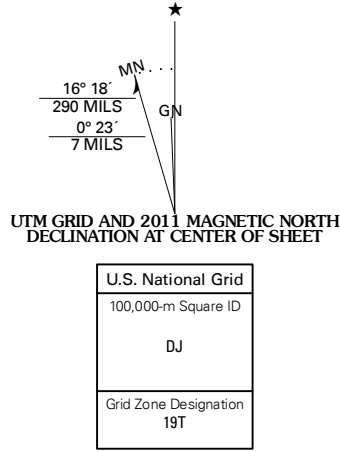 ★
MN
16° 18´
290 MILS
GN
0° 23´
7 MILS
UTM GRID AND 2011 MAGNETIC NORTH
DECLINATION AT CENTER OF SHEET
U.S. National Grid
100,000-m Square ID
DJ
Grid Zone Designation
19T